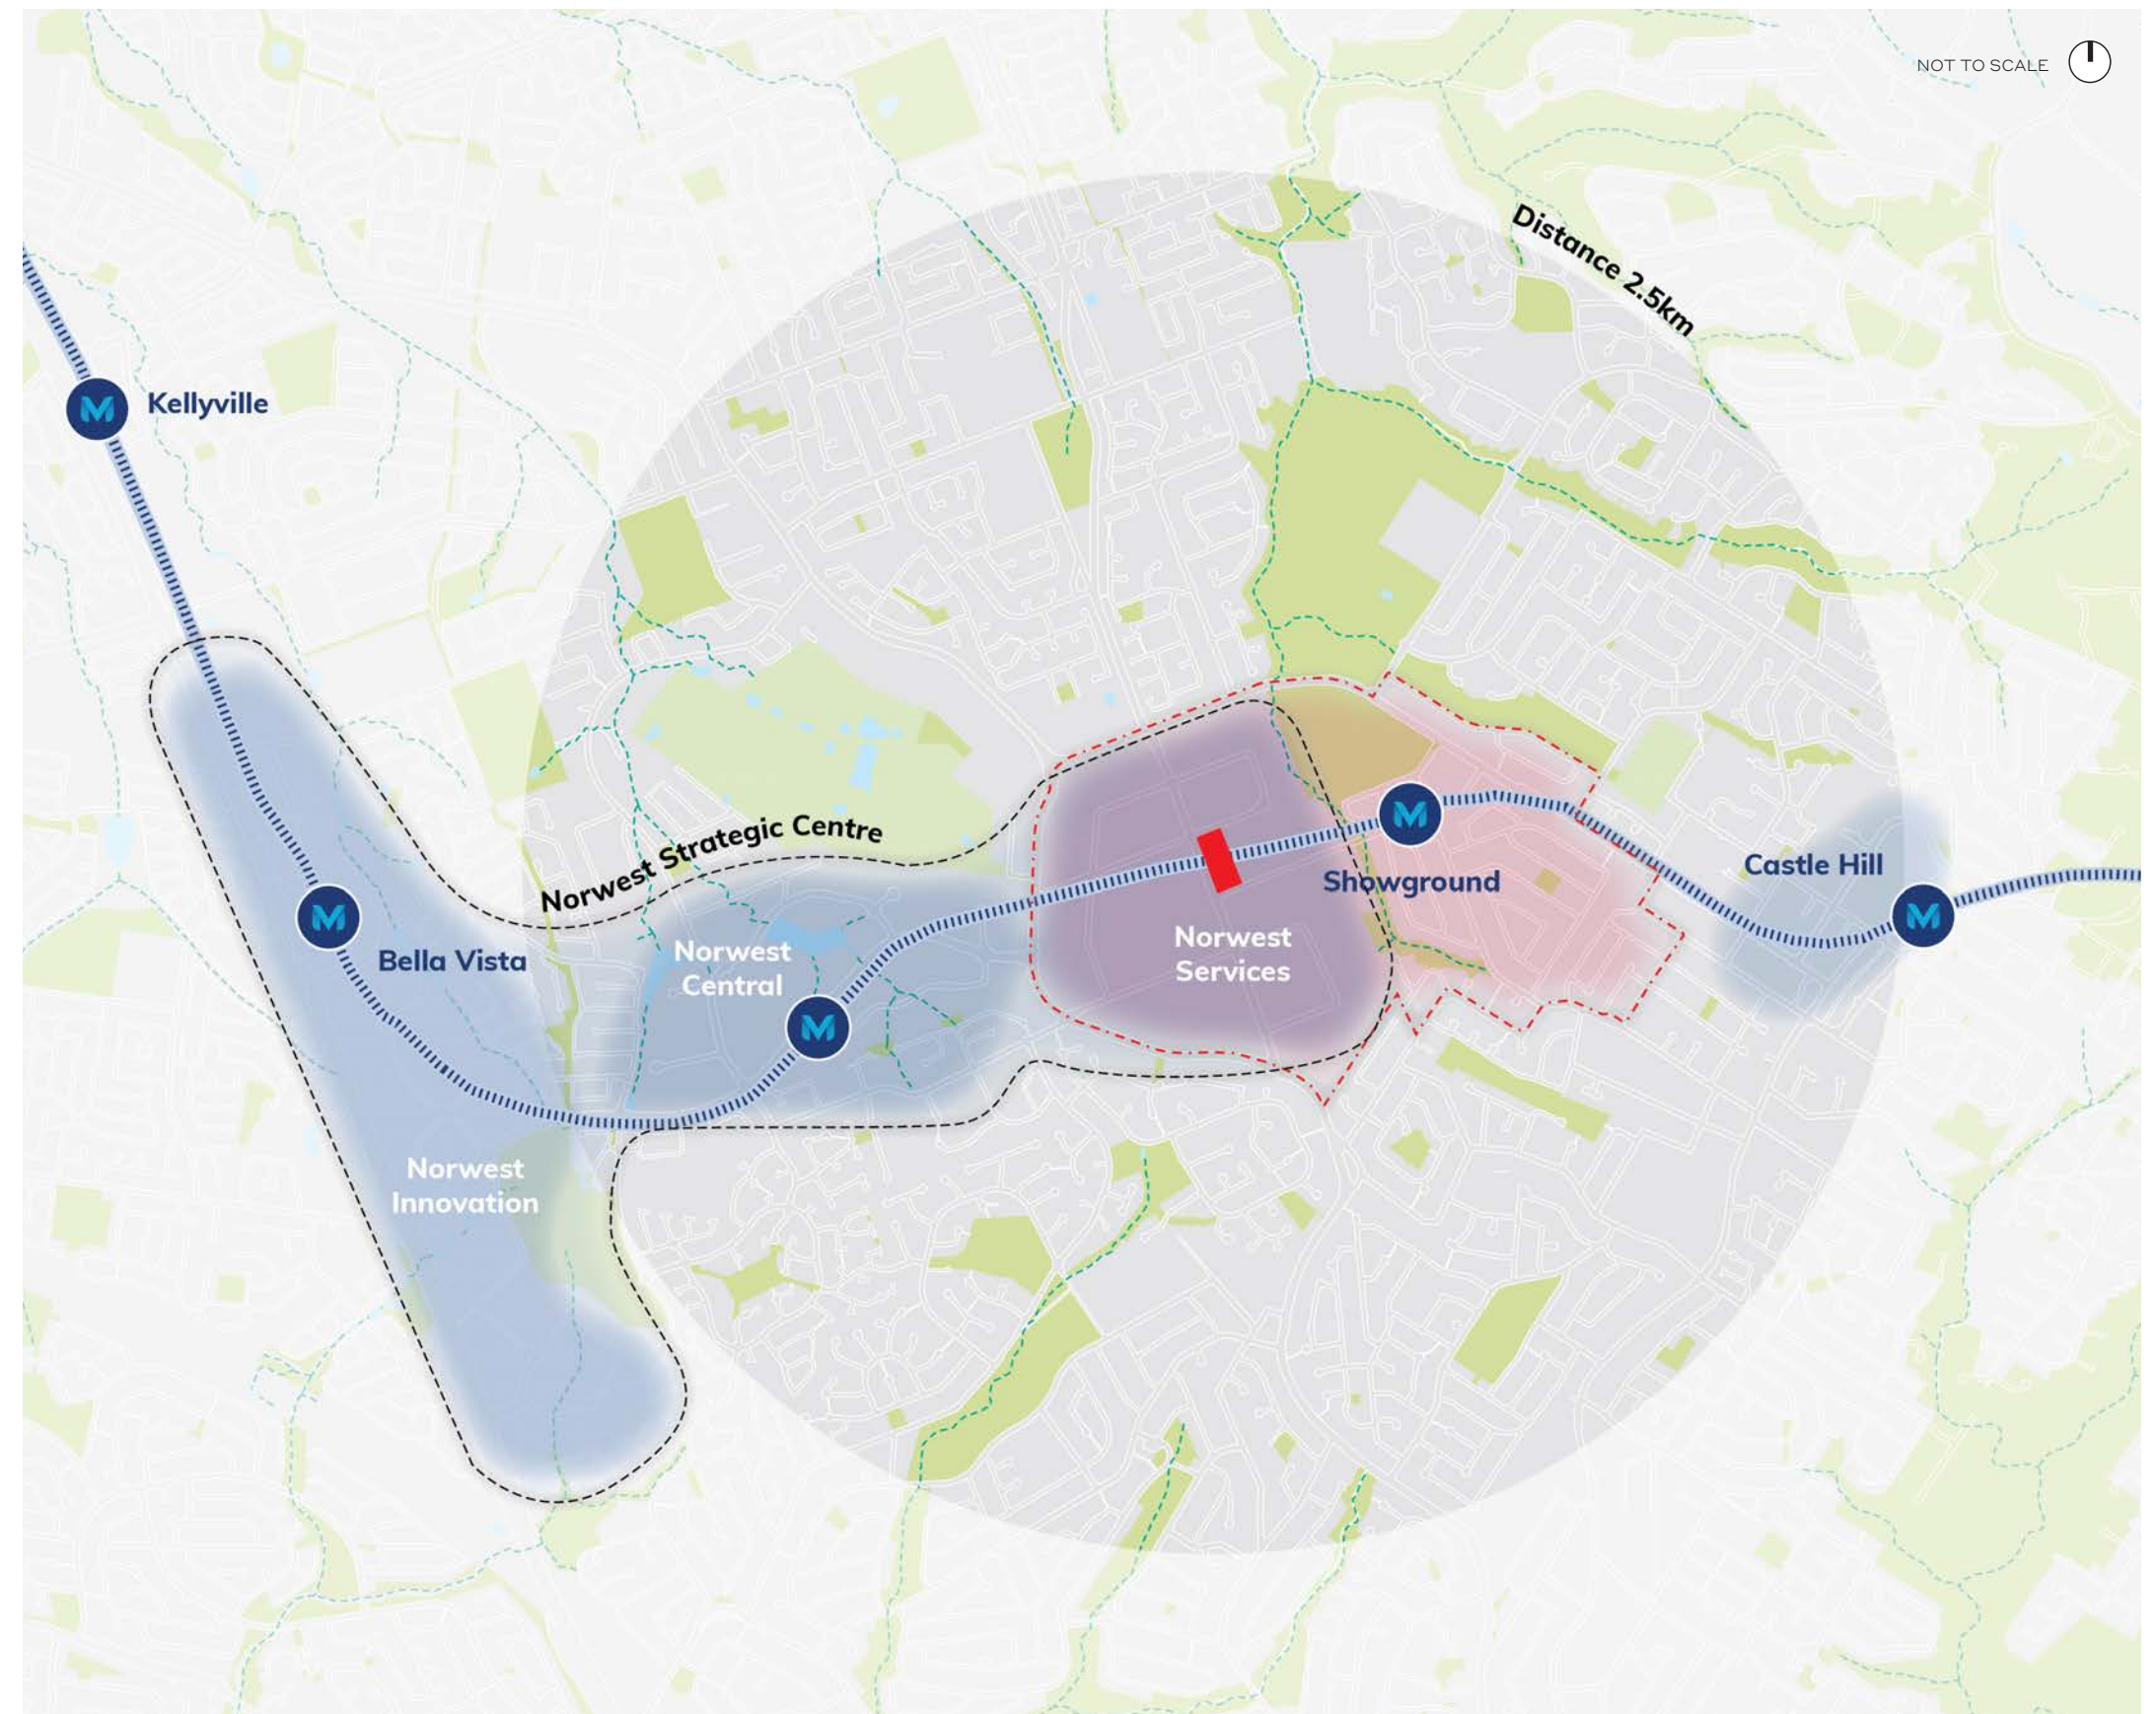 NOT TO SCALE
Distance 2.5km
M Kellyville
Norwest Strategic Centre
M
Castle Hill
M
Showground
M
Bella Vista
Norwest
Central
Norwest
Services
M
Norwest
Innovation